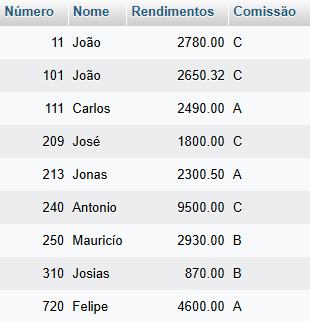 Número Nome Rendimentos Comissão
11 João 2780.00 C
101 João 2650.32 C
111 Carlos 2490.00 A
209 José 1800.00 C
213 Jonas 2300.50 A
240 Antonio 9500.00 C
250 Mauricío 2930.00 B
310 Josias 870.00 B
720 Felipe 4600.00 A